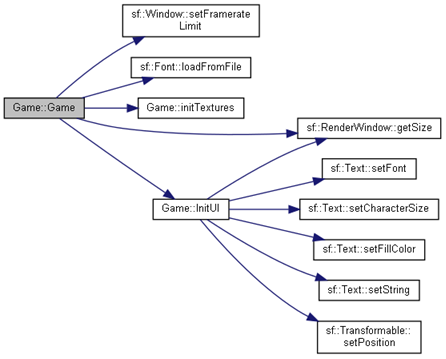 sf::Window::setFramerate
Limit
sf::Font::loadFromFile
Game::Game
Game::initTextures
sf::RenderWindow::getSize
sf::Text::setFont
Game::InitUI
sf::Text::setCharacterSize
sf::Text::setFillColor
sf::Text::setString
sf::Transformable::
setPosition